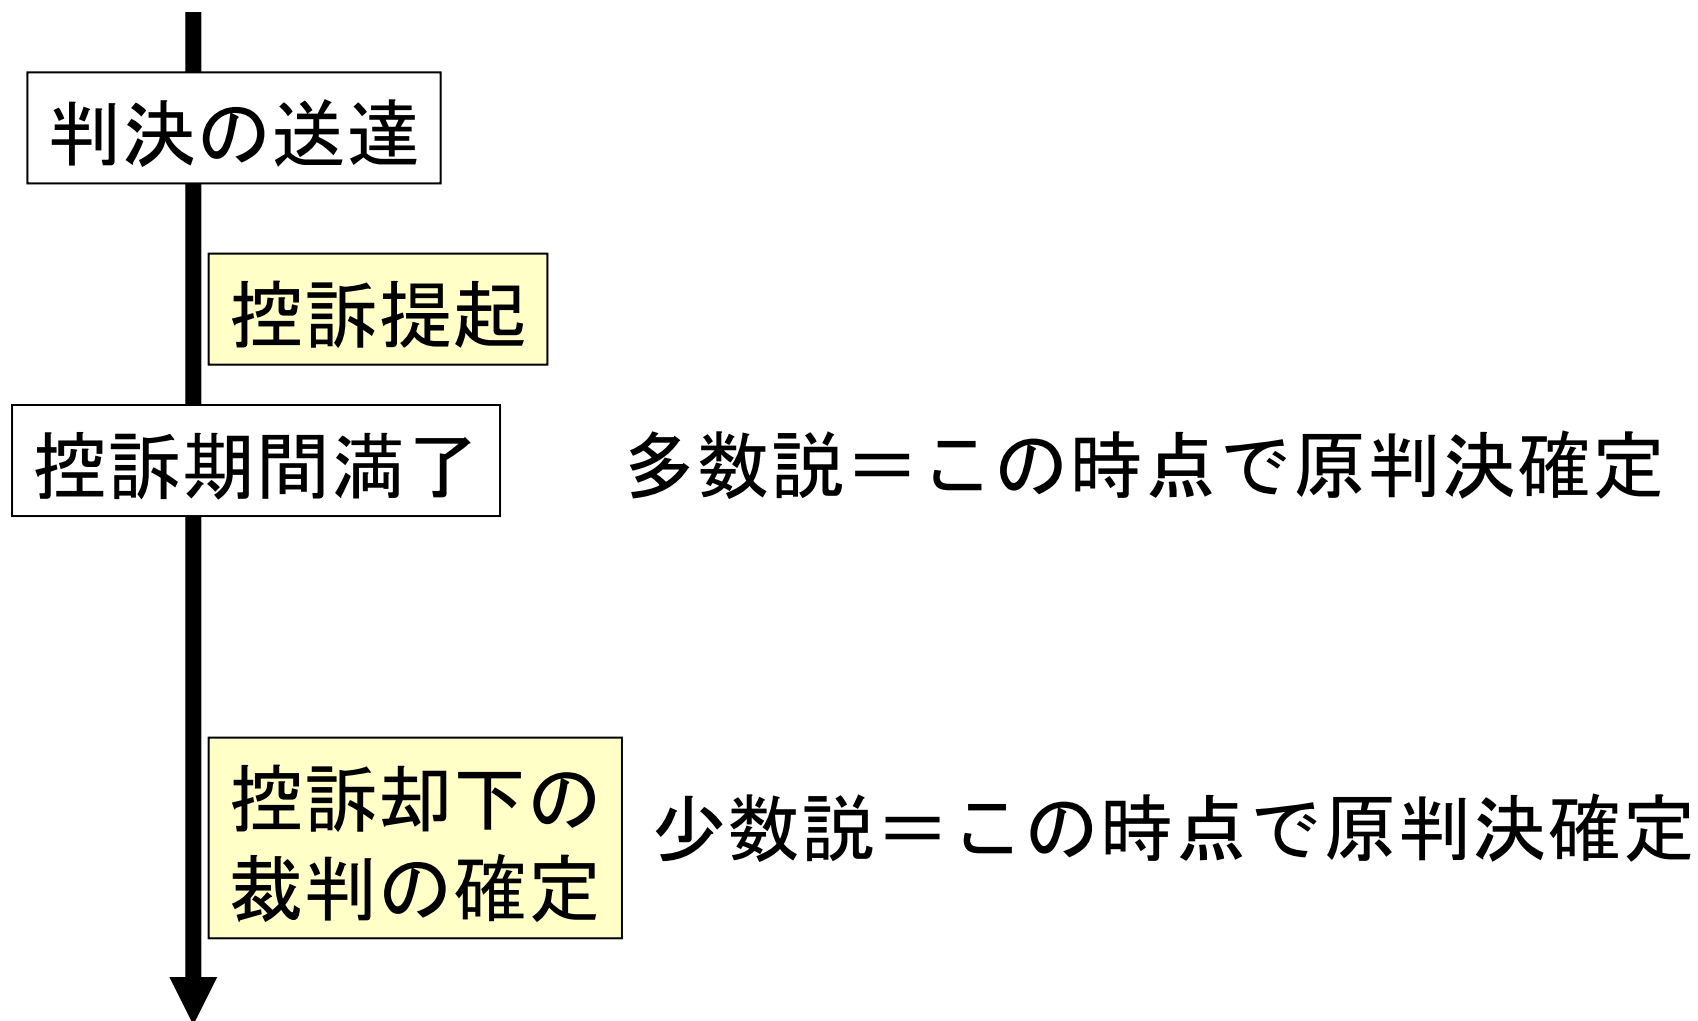 判決の送達
控訴提起
控訴期間満了
多数説＝この時点で原判決確定
控訴却下の
裁判の確定
少数説＝この時点で原判決確定